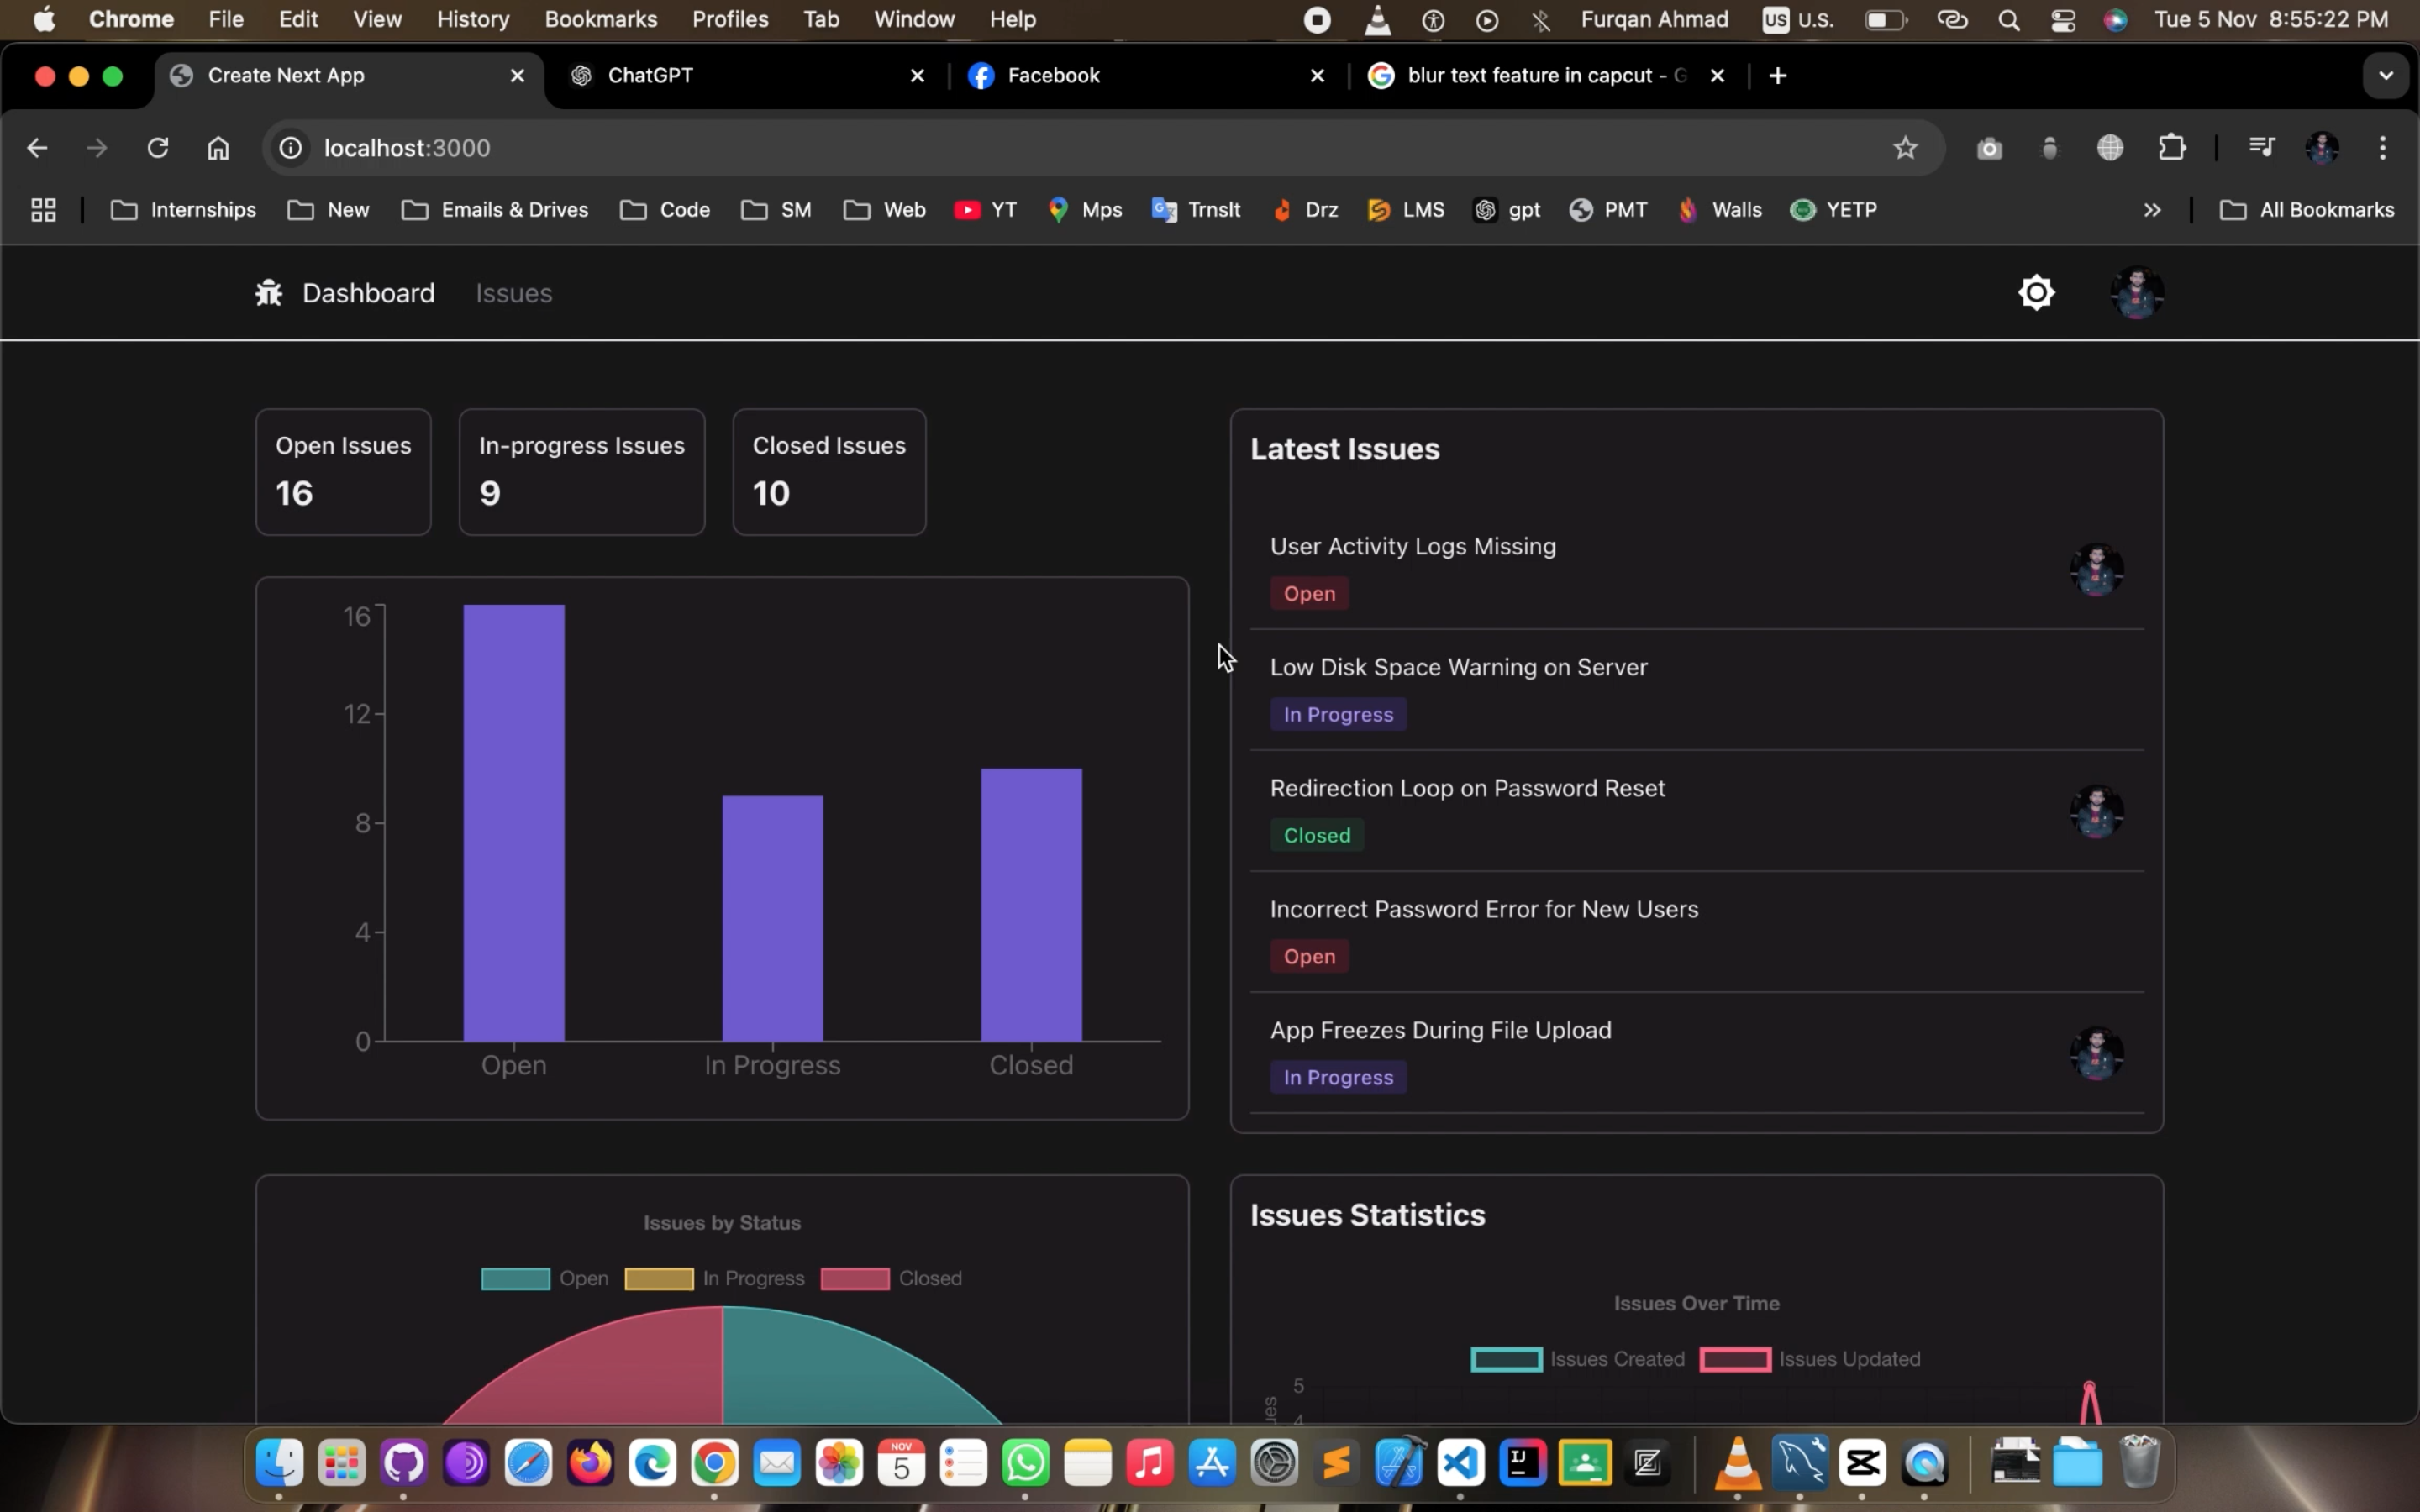 Chrome File Edit View History Bookmarks Profiles Tab Window Help Furqan Ahmad US U.S. Tue 5 Nov 8:55:22 PM
Create Next App ChatGPT Facebook blur text feature in capcut - G
localhost:3000
Internships New Emails & Drives Code SM Web YT Mps Trnslt Drz LMS gpt PMT Walls YETP All Bookmarks
Dashboard Issues
Open Issues
16
In-progress Issues
9
Closed Issues
10
16
12
8
4
0
Open In Progress Closed
Latest Issues
User Activity Logs Missing
Open
Low Disk Space Warning on Server
In Progress
Redirection Loop on Password Reset
Closed
Incorrect Password Error for New Users
Open
App Freezes During File Upload
In Progress
Issues by Status
Open In Progress Closed
Issues Statistics
Issues Over Time
Issues Created Issues Updated
5
4
NOV
5
IJ